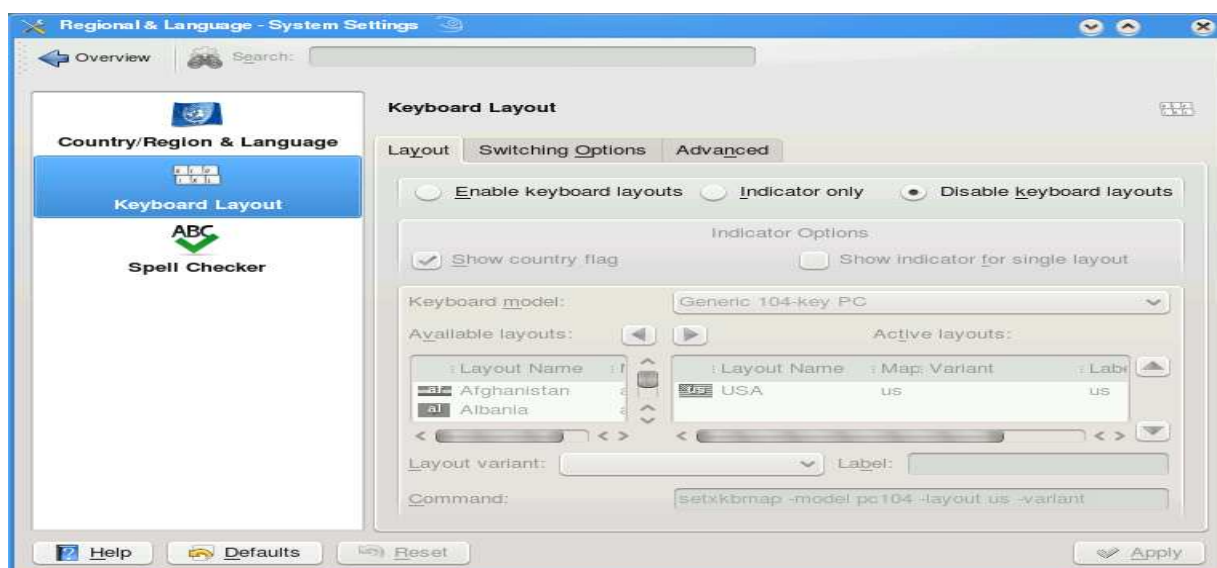 Regional & Language - System Settings
Overview
Search:
Country/Region & Language
Keyboard Layout
ABC
Spell Checker
Keyboard Layout
Layout Switching Options Advanced
Enable keyboard layouts Indicator only Disable keyboard layouts
Indicator Options
Show country flag Show indicator for single layout
Keyboard model: Generic 104-key PC
Available layouts: Active layouts:
Layout Name Layout Name Map Variant Labe
Afghanistan USA us us
al Albania
Layout variant: Label:
Command: setxkbmap -model pc104 -layout us -variant
Help Defaults Reset Apply